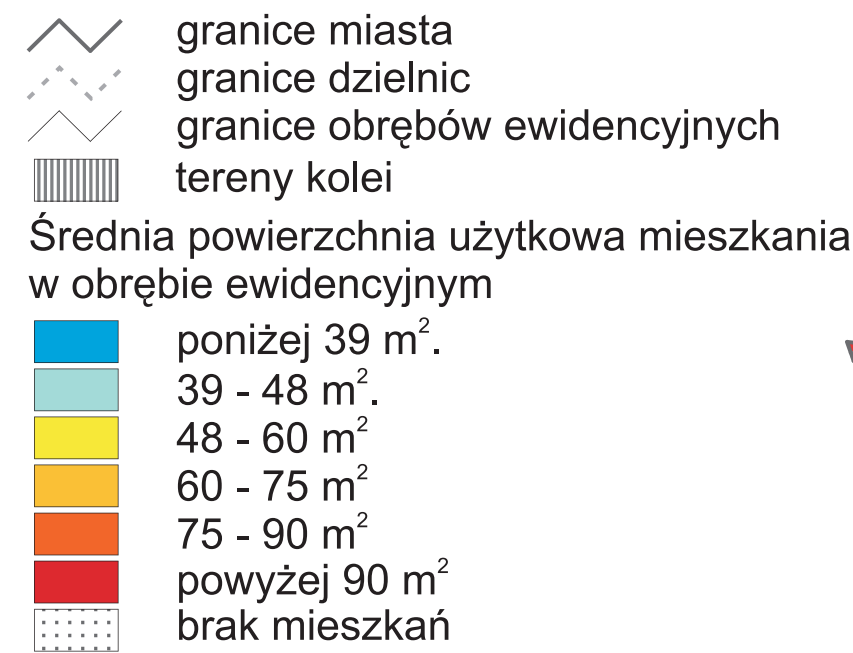 granice miasta
granice dzielnic
granice obrębów ewidencyjnych
tereny kolei
Średnia powierzchnia użytkowa mieszkania
w obrębie ewidencyjnym
poniżej 39 m².
39 - 48 m².
48 - 60 m²
60 - 75 m²
75 - 90 m²
powyżej 90 m²
brak mieszkań